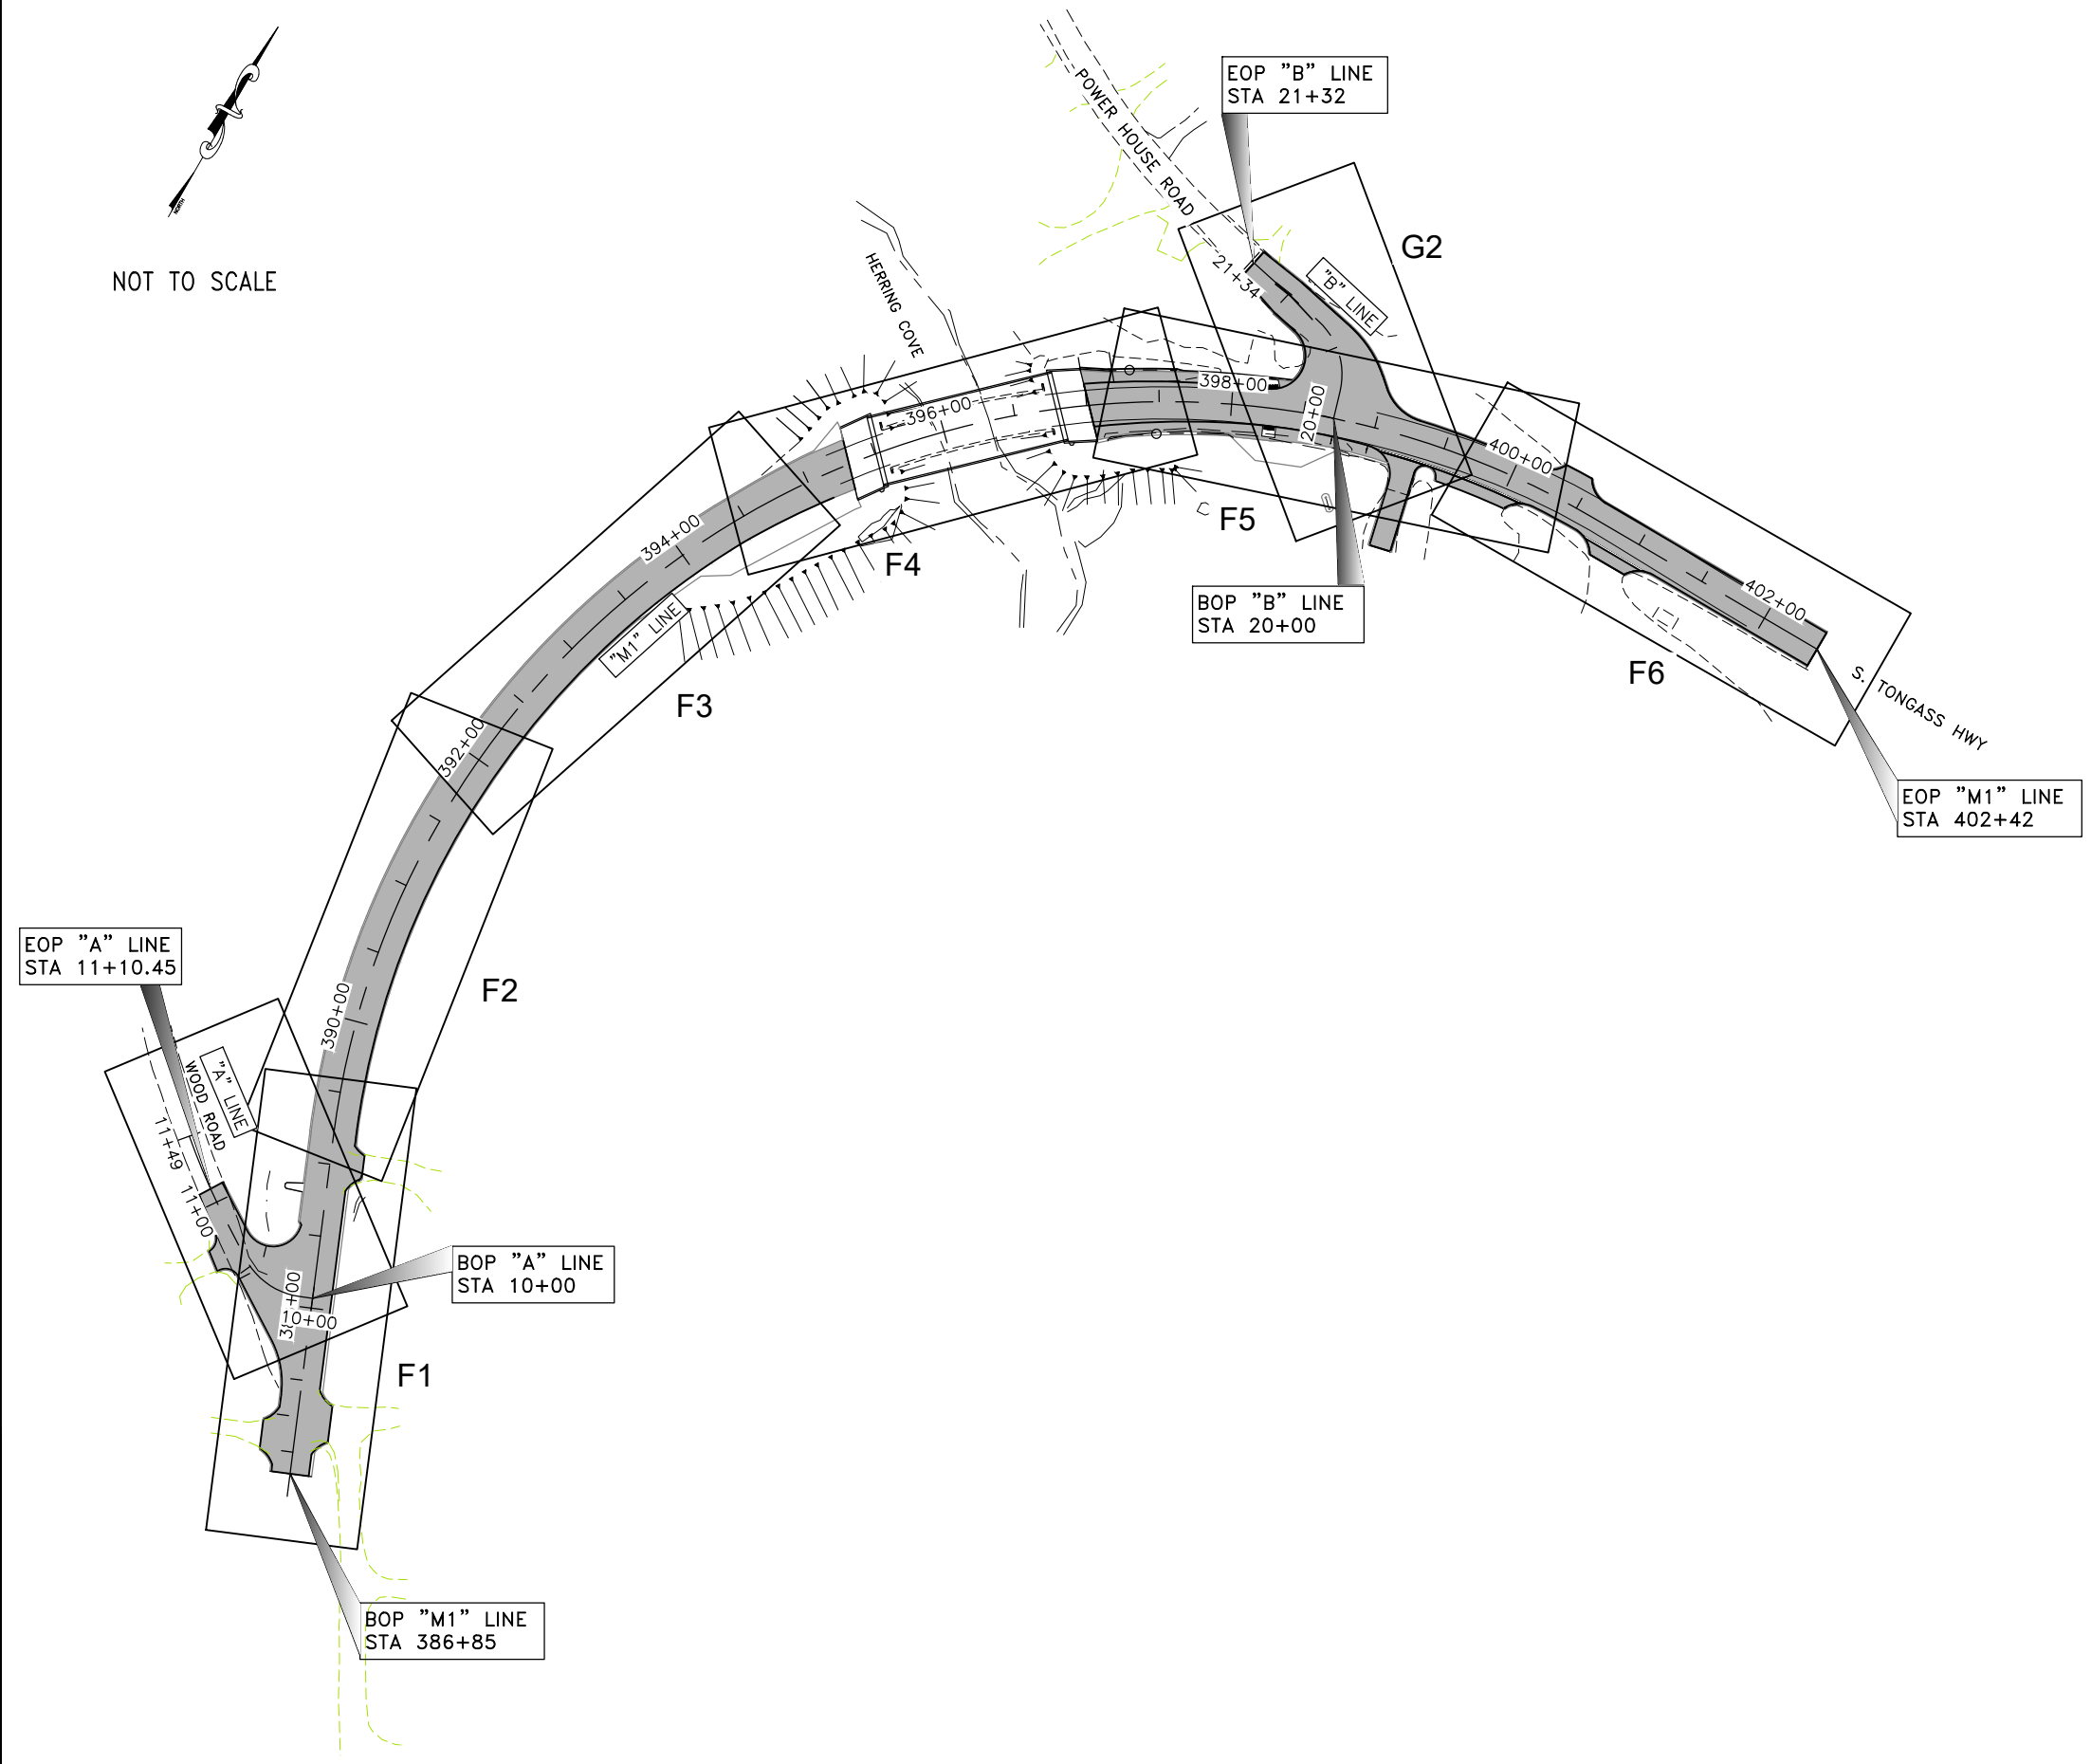 NORTH
NOT TO SCALE
POWER HOUSE ROAD
EOP "B" LINE
STA 21+32
G2
HERRING COVE
21+34
"B" LINE
396+00
398+00
20+00
400+00
402+00
F5
F4
BOP "B" LINE
STA 20+00
394+00
"M1" LINE
F3
F6
S. TONGASS HWY
EOP "M1" LINE
STA 402+42
392+00
EOP "A" LINE
STA 11+10.45
F2
390+00
"A" LINE
WOOD ROAD
11+49
11+00
BOP "A" LINE
STA 10+00
10+00
F1
BOP "M1" LINE
STA 386+85